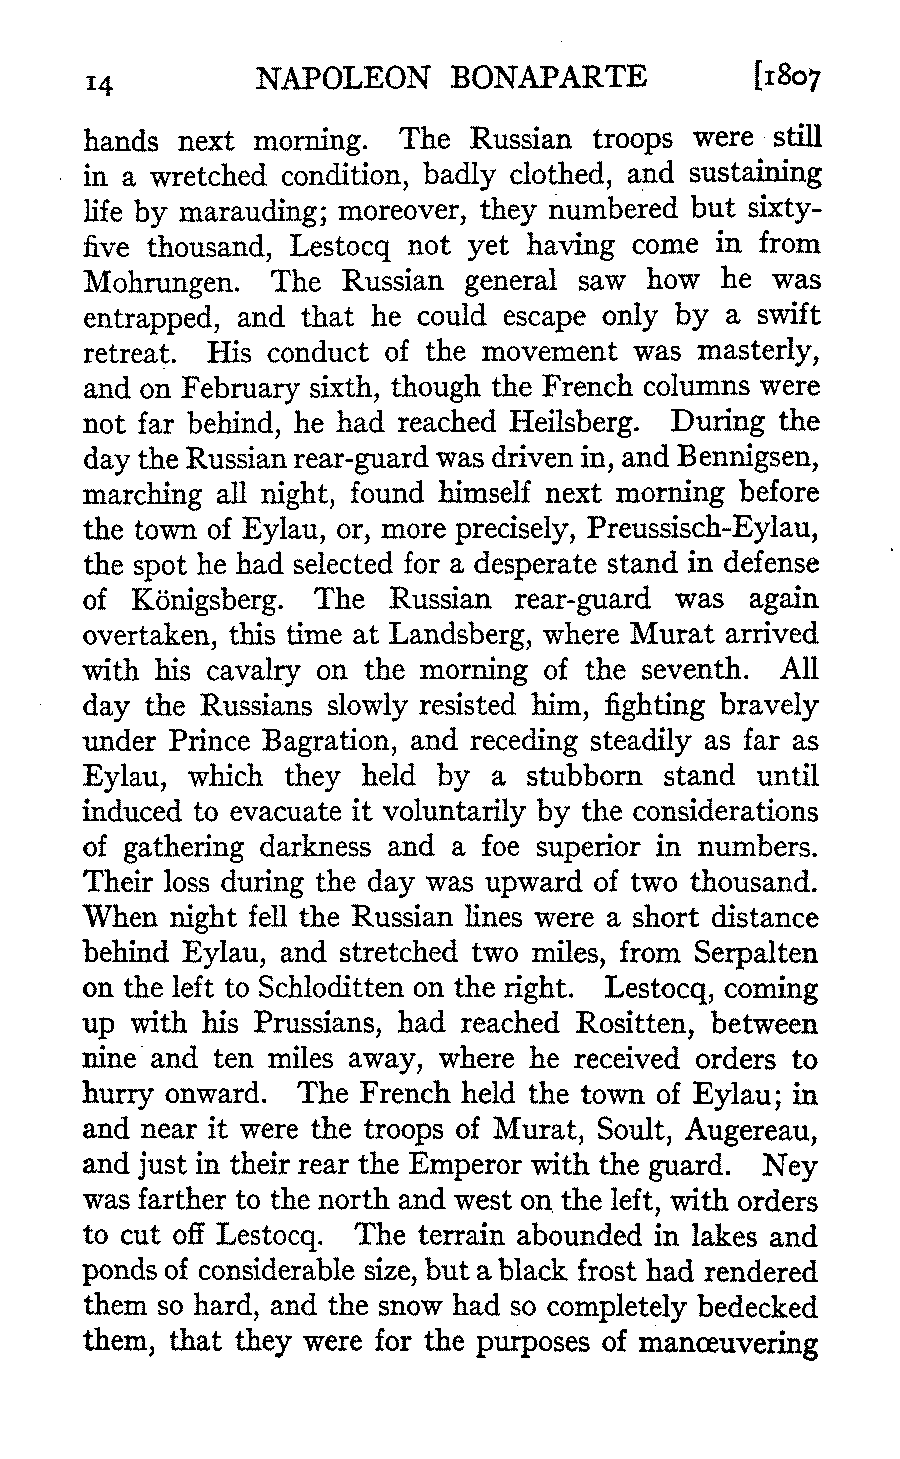 14 NAPOLEON BONAPARTE [1807
hands next morning. The Russian troops were still
in a wretched condition, badly clothed, and sustaining
life by marauding; moreover, they numbered but sixty-
five thousand, Lestocq not yet having come in from
Mohrungen. The Russian general saw how he was
entrapped, and that he could escape only by a swift
retreat. His conduct of the movement was masterly,
and on February sixth, though the French columns were
not far behind, he had reached Heilsberg. During the
day the Russian rear-guard was driven in, and Bennigsen,
marching all night, found himself next morning before
the town of Eylau, or, more precisely, Preussisch-Eylau,
the spot he had selected for a desperate stand in defense
of Königsberg. The Russian rear-guard was again
overtaken, this time at Landsberg, where Murat arrived
with his cavalry on the morning of the seventh. All
day the Russians slowly resisted him, fighting bravely
under Prince Bagration, and receding steadily as far as
Eylau, which they held by a stubborn stand until
induced to evacuate it voluntarily by the considerations
of gathering darkness and a foe superior in numbers.
Their loss during the day was upward of two thousand.
When night fell the Russian lines were a short distance
behind Eylau, and stretched two miles, from Serpalten
on the left to Schloditten on the right. Lestocq, coming
up with his Prussians, had reached Rositten, between
nine and ten miles away, where he received orders to
hurry onward. The French held the town of Eylau; in
and near it were the troops of Murat, Soult, Augereau,
and just in their rear the Emperor with the guard. Ney
was farther to the north and west on the left, with orders
to cut off Lestocq. The terrain abounded in lakes and
ponds of considerable size, but a black frost had rendered
them so hard, and the snow had so completely bedecked
them, that they were for the purposes of manœuvering